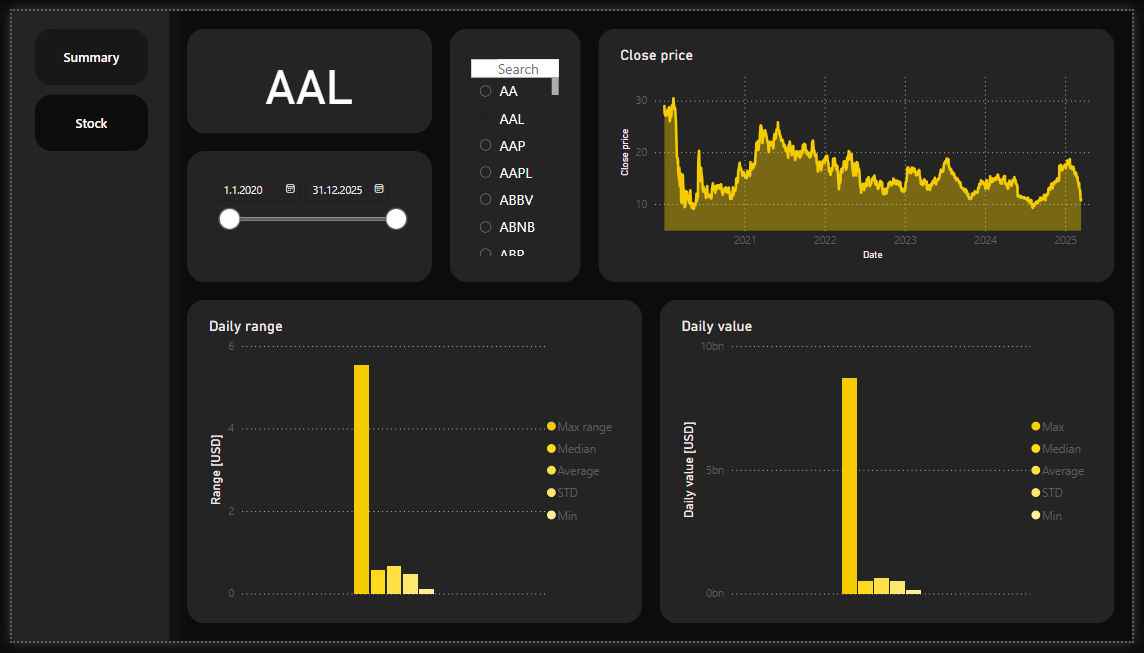 Summary
Stock
AAL
1.1.2020
31.12.2025
Search
AA
AAL
AAP
AAPL
ABBV
ABNB
ABR
Close price
Close price
30
20
10
2021 2022 2023 2024 2025
Date
Daily range
Range [USD]
6
4
2
0
Max range
Median
Average
STD
Min
Daily value
Daily value [USD]
10bn
5bn
0bn
Max
Median
Average
STD
Min